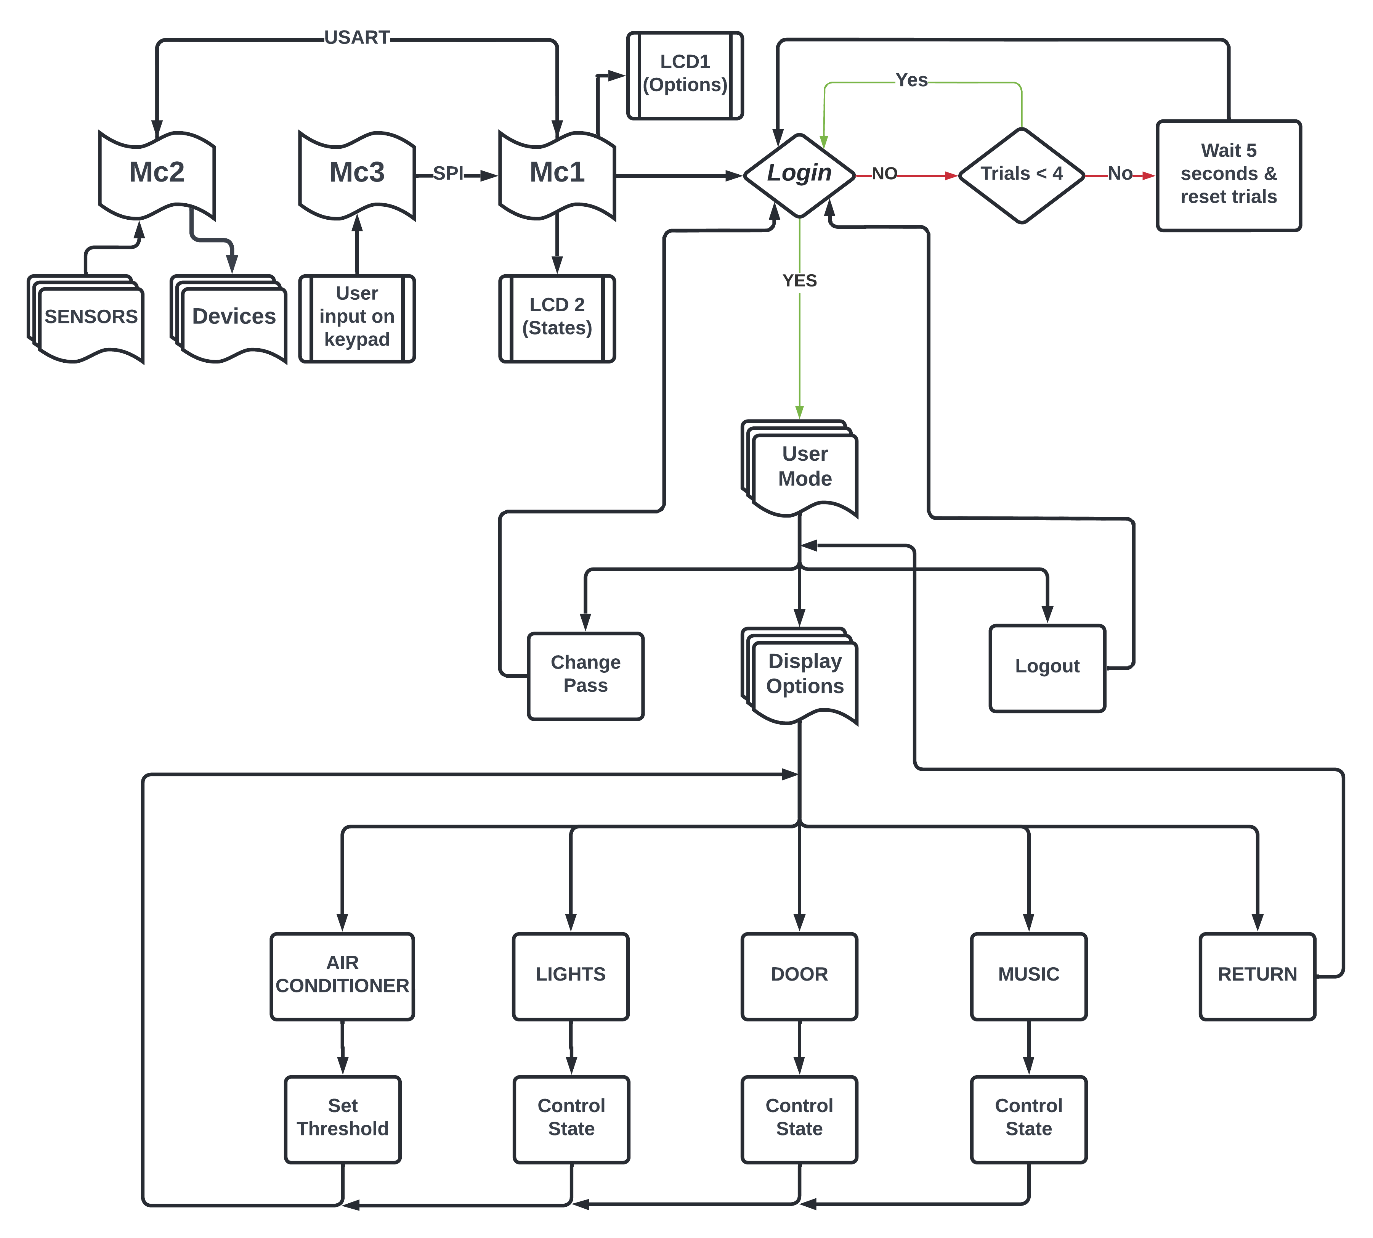 USART
LCD1
(Options)
Yes
Mc2
Mc3
SPI
Mc1
Login
NO
Trials < 4
No
Wait 5
seconds &
reset trials
SENSORS
Devices
User
input on
keypad
LCD 2
(States)
YES
User
Mode
Change
Pass
Display
Options
Logout
AIR
CONDITIONER
LIGHTS
DOOR
MUSIC
RETURN
Set
Threshold
Control
State
Control
State
Control
State